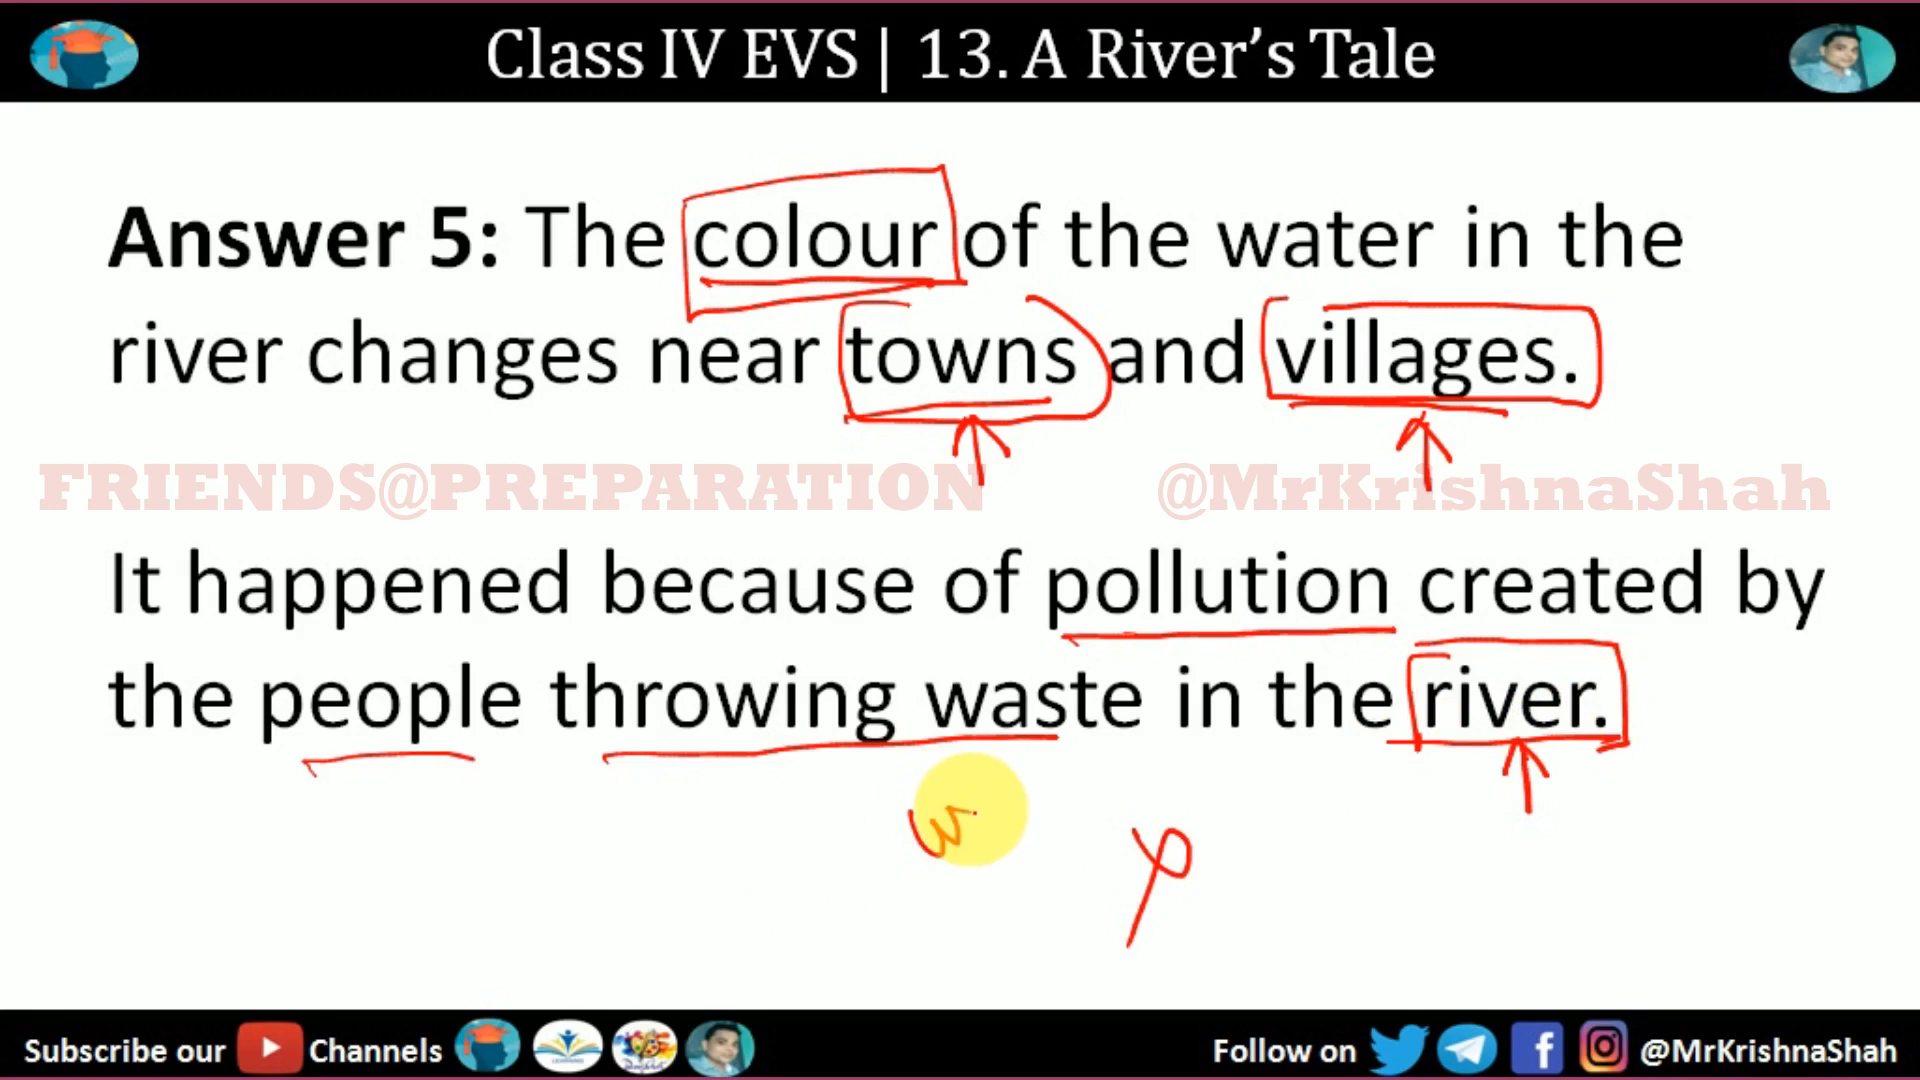 Class IV EVS | 13. A River’s Tale
Answer 5: The colour of the water in the
river changes near towns and villages.
FRIENDS@PREPARATION @MrKrishnaShah
It happened because of pollution created by
the people throwing waste in the river.
Subscribe our Channels Follow on @MrKrishnaShah